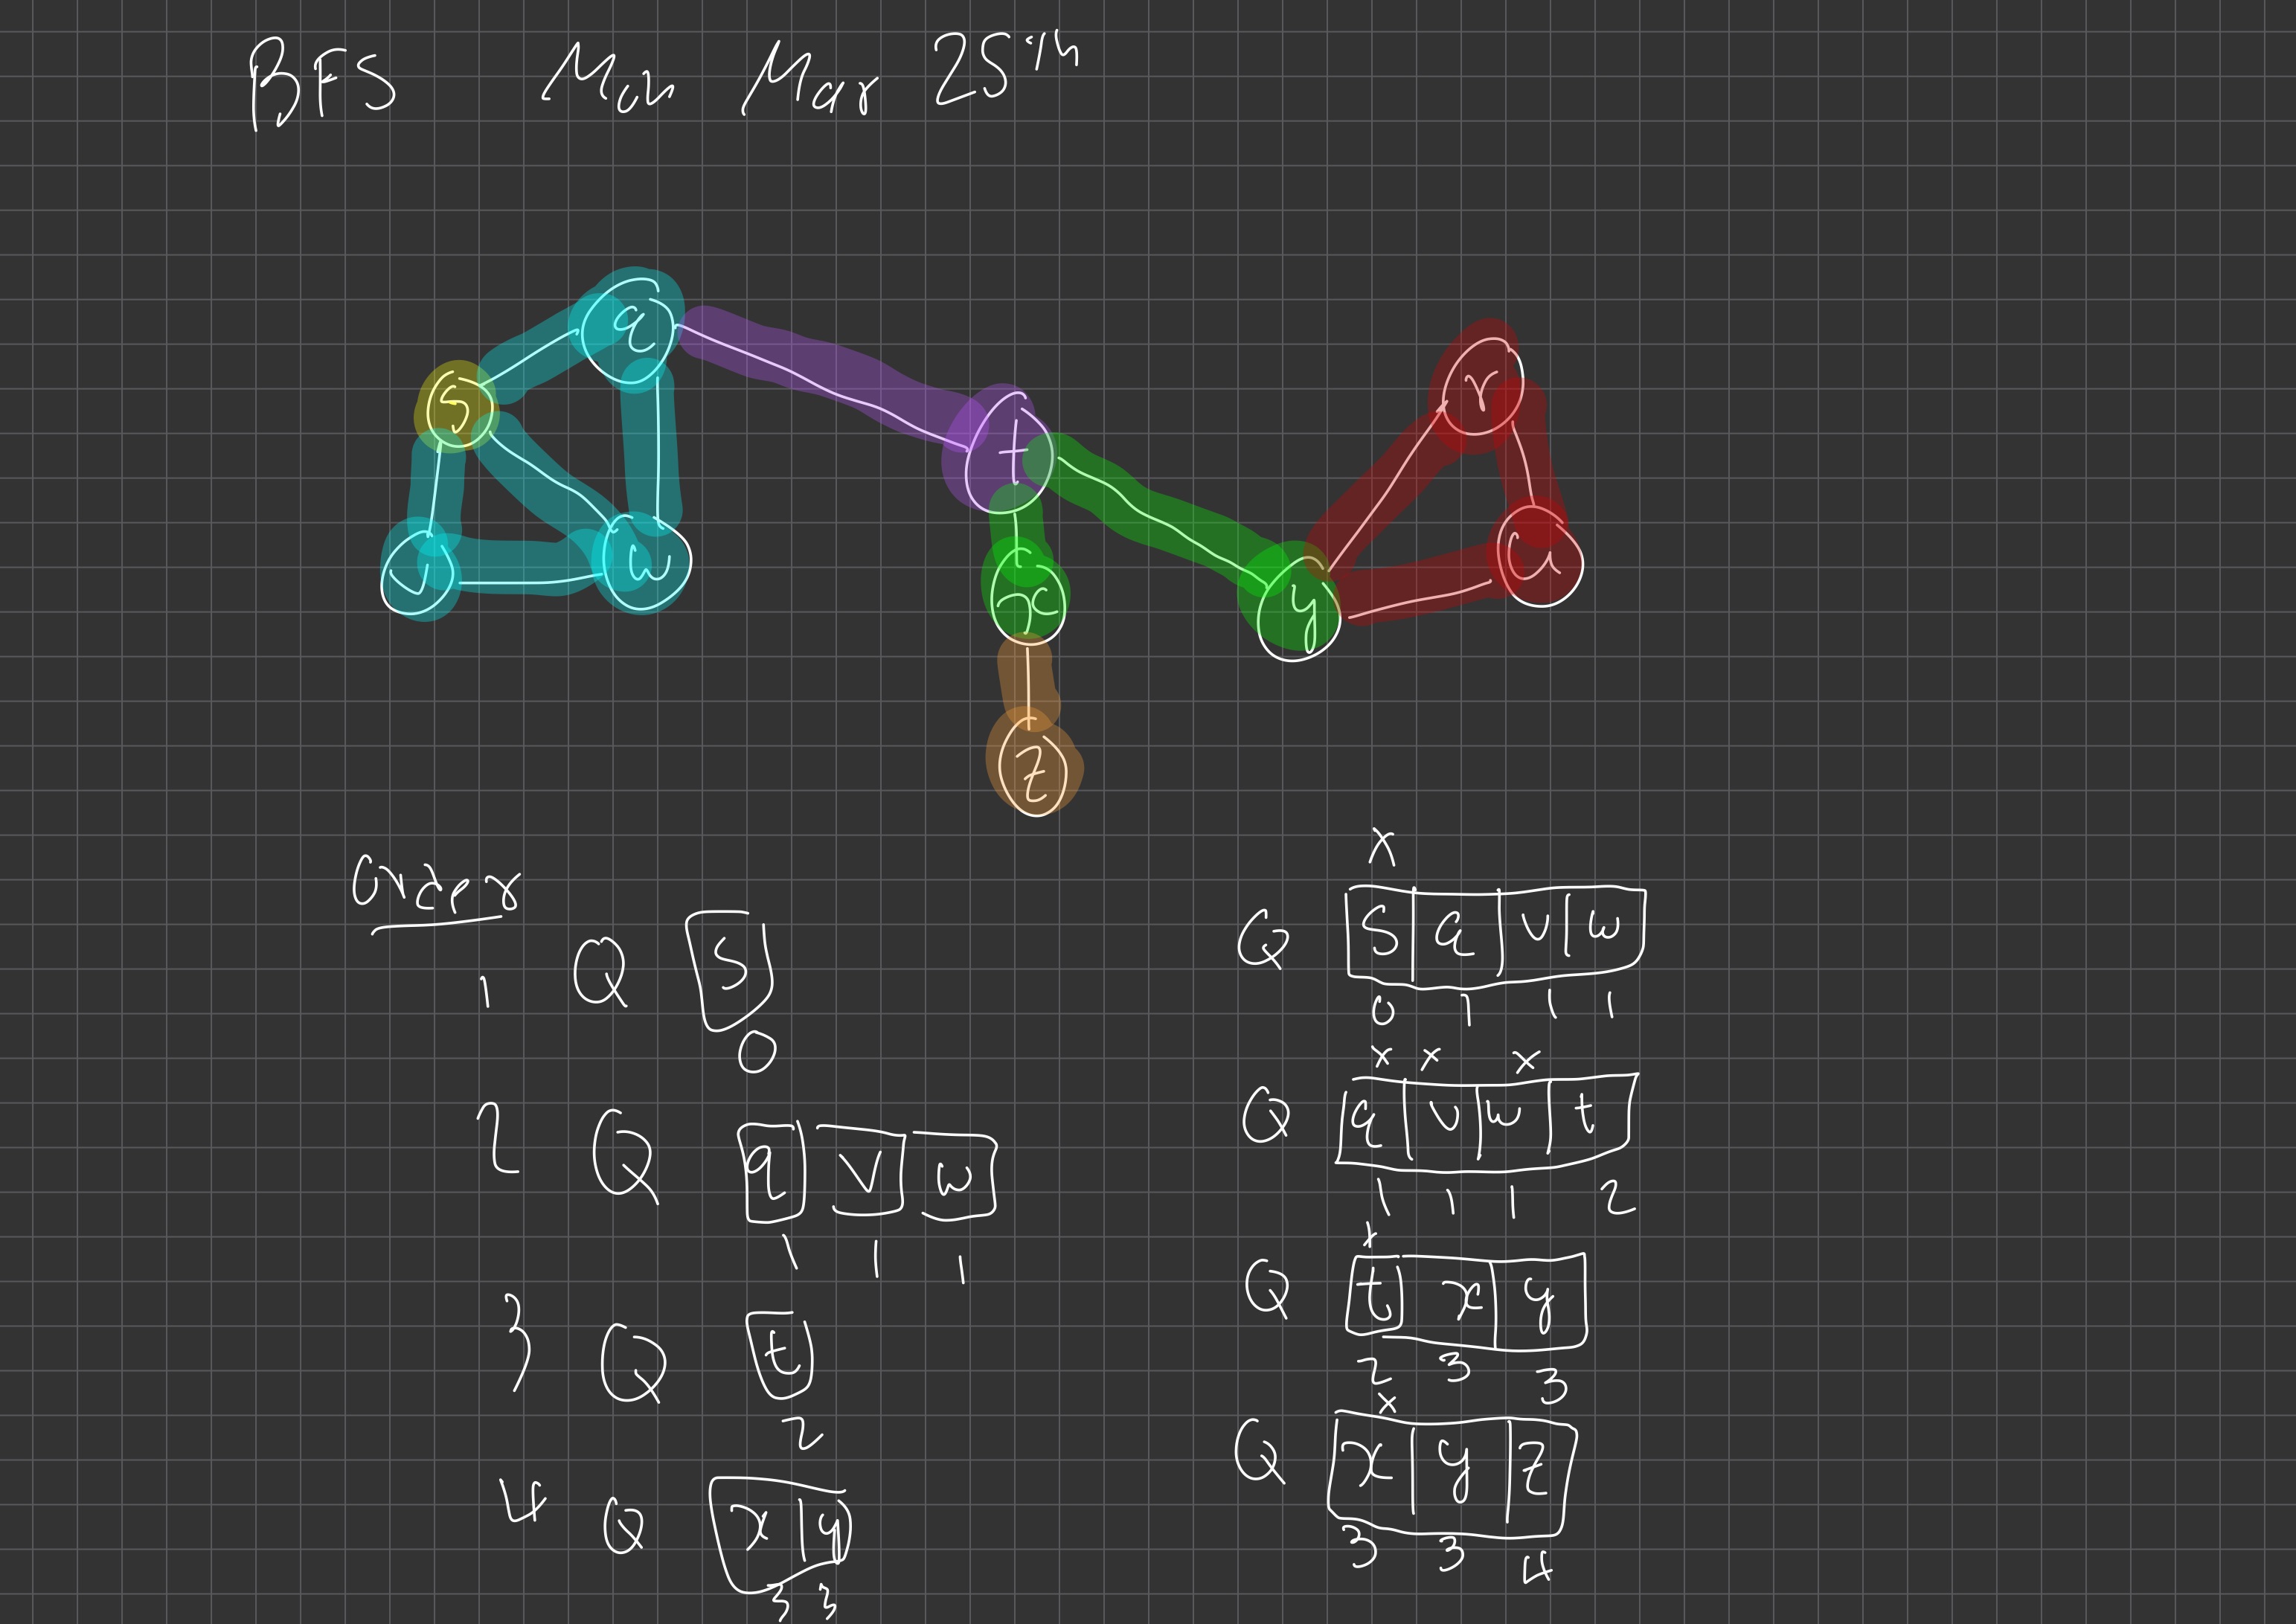 BFS Mon Mar 25th
q
s
r
t
v
w
u
x
y
z
Order
1 Q s
0
2 Q q v w
1 1 1
3 Q t
2
4 Q x y
3 3
x
Q s q v w
0 1 1 1
x x x
Q q v w t
1 1 1 2
x
Q t x y
2 3 3
x
Q x y z
3 3 4